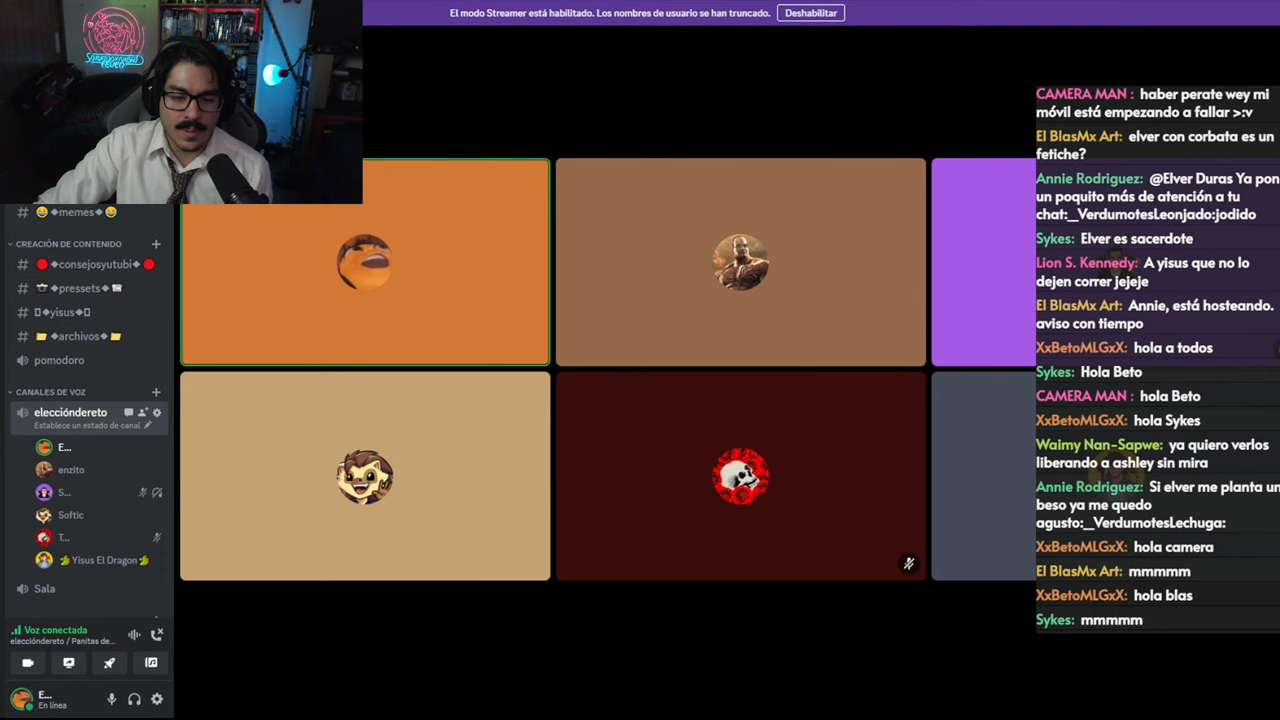 El modo Streamer está habilitado. Los nombres de usuario se han truncado.
Deshabilitar
# 😂◆memes◆😂
CREACIÓN DE CONTENIDO
# 🔴◆consejosyutubi◆🔴
# 📸◆pressets◆📷
# ◆yisus◆
# 📁◆archivos◆📁
pomodoro
CANALES DE VOZ
eleccióndereto
Establece un estado de canal
E...
enzito
S...
Softic
T...
🐲Yisus El Dragon🐲
Sala
Voz conectada
eleccióndereto / Panitas de...
E...
En línea
CAMERA MAN : haber perate wey mi
móvil está empezando a fallar >:v
El BlasMx Art: elver con corbata es un
fetiche?
Annie Rodriguez: @Elver Duras Ya pon
un poquito más de atención a tu
chat:_VerdumotesLeonjado:jodido
Sykes: Elver es sacerdote
Lion S. Kennedy: A yisus que no lo
dejen correr jejeje
El BlasMx Art: Annie, está hosteando.
aviso con tiempo
XxBetoMLGxX: hola a todos
Sykes: Hola Beto
CAMERA MAN : hola Beto
XxBetoMLGxX: hola Sykes
Waimy Nan-Sapwe: ya quiero verlos
liberando a ashley sin mira
Annie Rodriguez: Si elver me planta un
beso ya me quedo
agusto:_VerdumotesLechuga:
XxBetoMLGxX: hola camera
El BlasMx Art: mmmmm
XxBetoMLGxX: hola blas
Sykes: mmmmm